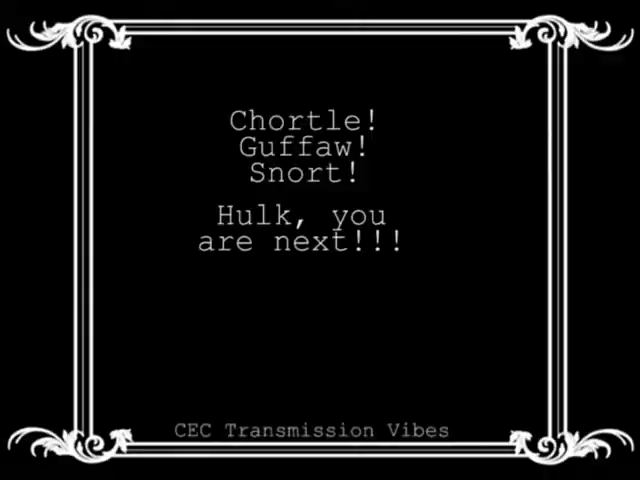 Chortle!
Guffaw!
Snort!
Hulk, you
are next!!!
CEC Transmission Vibes